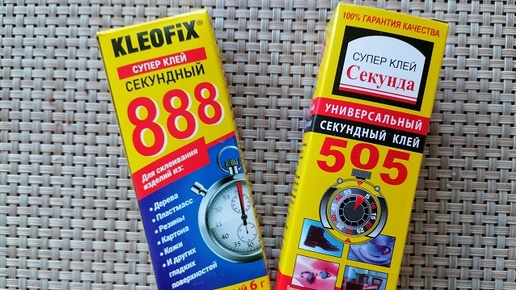 KLEOFIX®
СУПЕР КЛЕЙ
СЕКУНДНЫЙ
888
Для склеивания
изделий из:
• Дерева
• Пластмасс
• Резины
• Картона
• Кожи
• И других
гладких
поверхностей
6 г
100% ГАРАНТИЯ КАЧЕСТВА
СУПЕР КЛЕЙ
Секунда
УНИВЕРСАЛЬНЫЙ
СЕКУНДНЫЙ КЛЕЙ
505